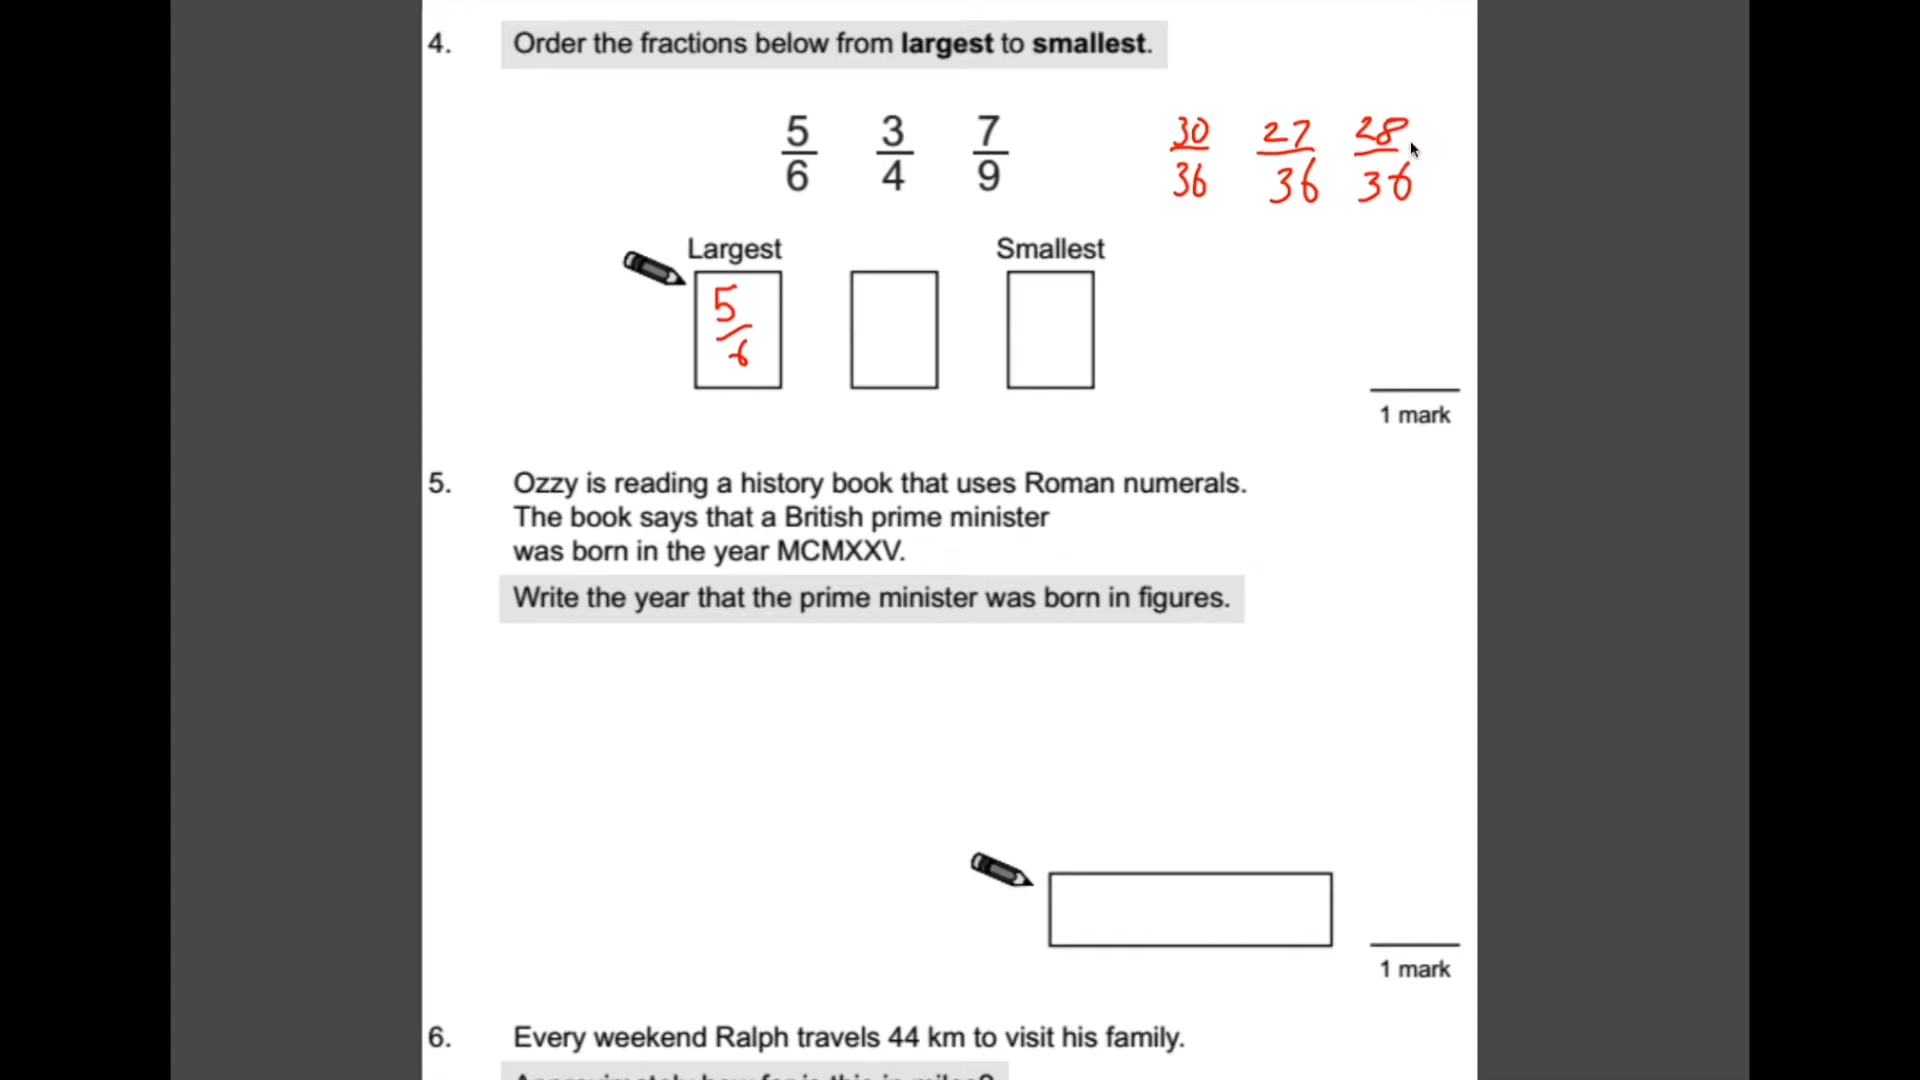 4. Order the fractions below from largest to smallest.
5/6 3/4 7/9 30/36 27/36 28/36
Largest Smallest
5/6
1 mark
5. Ozzy is reading a history book that uses Roman numerals.
The book says that a British prime minister
was born in the year MCMXXV.
Write the year that the prime minister was born in figures.
1 mark
6. Every weekend Ralph travels 44 km to visit his family.